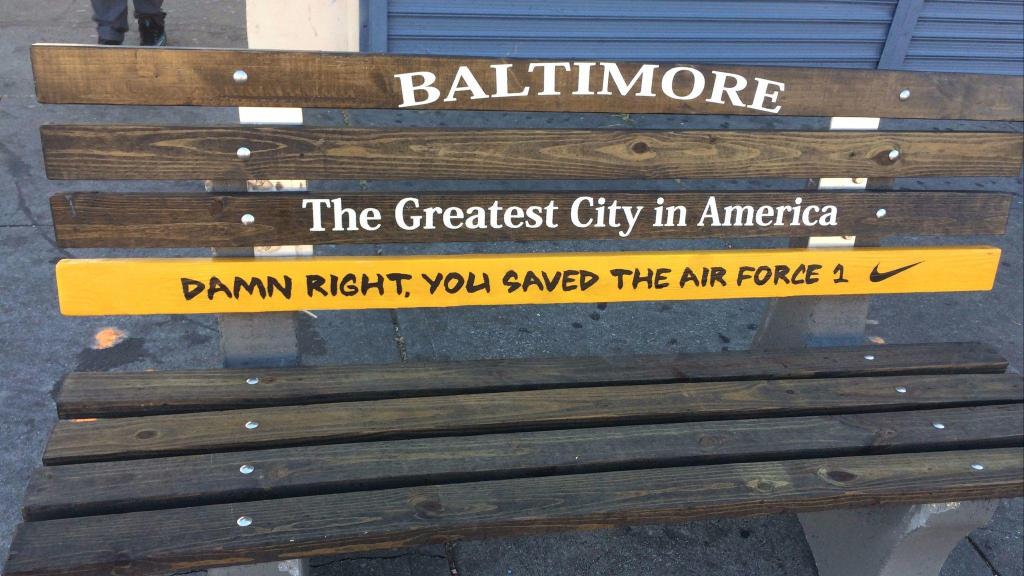 BALTIMORE
The Greatest City in America
DAMN RIGHT, YOU SAVED THE AIR FORCE 1